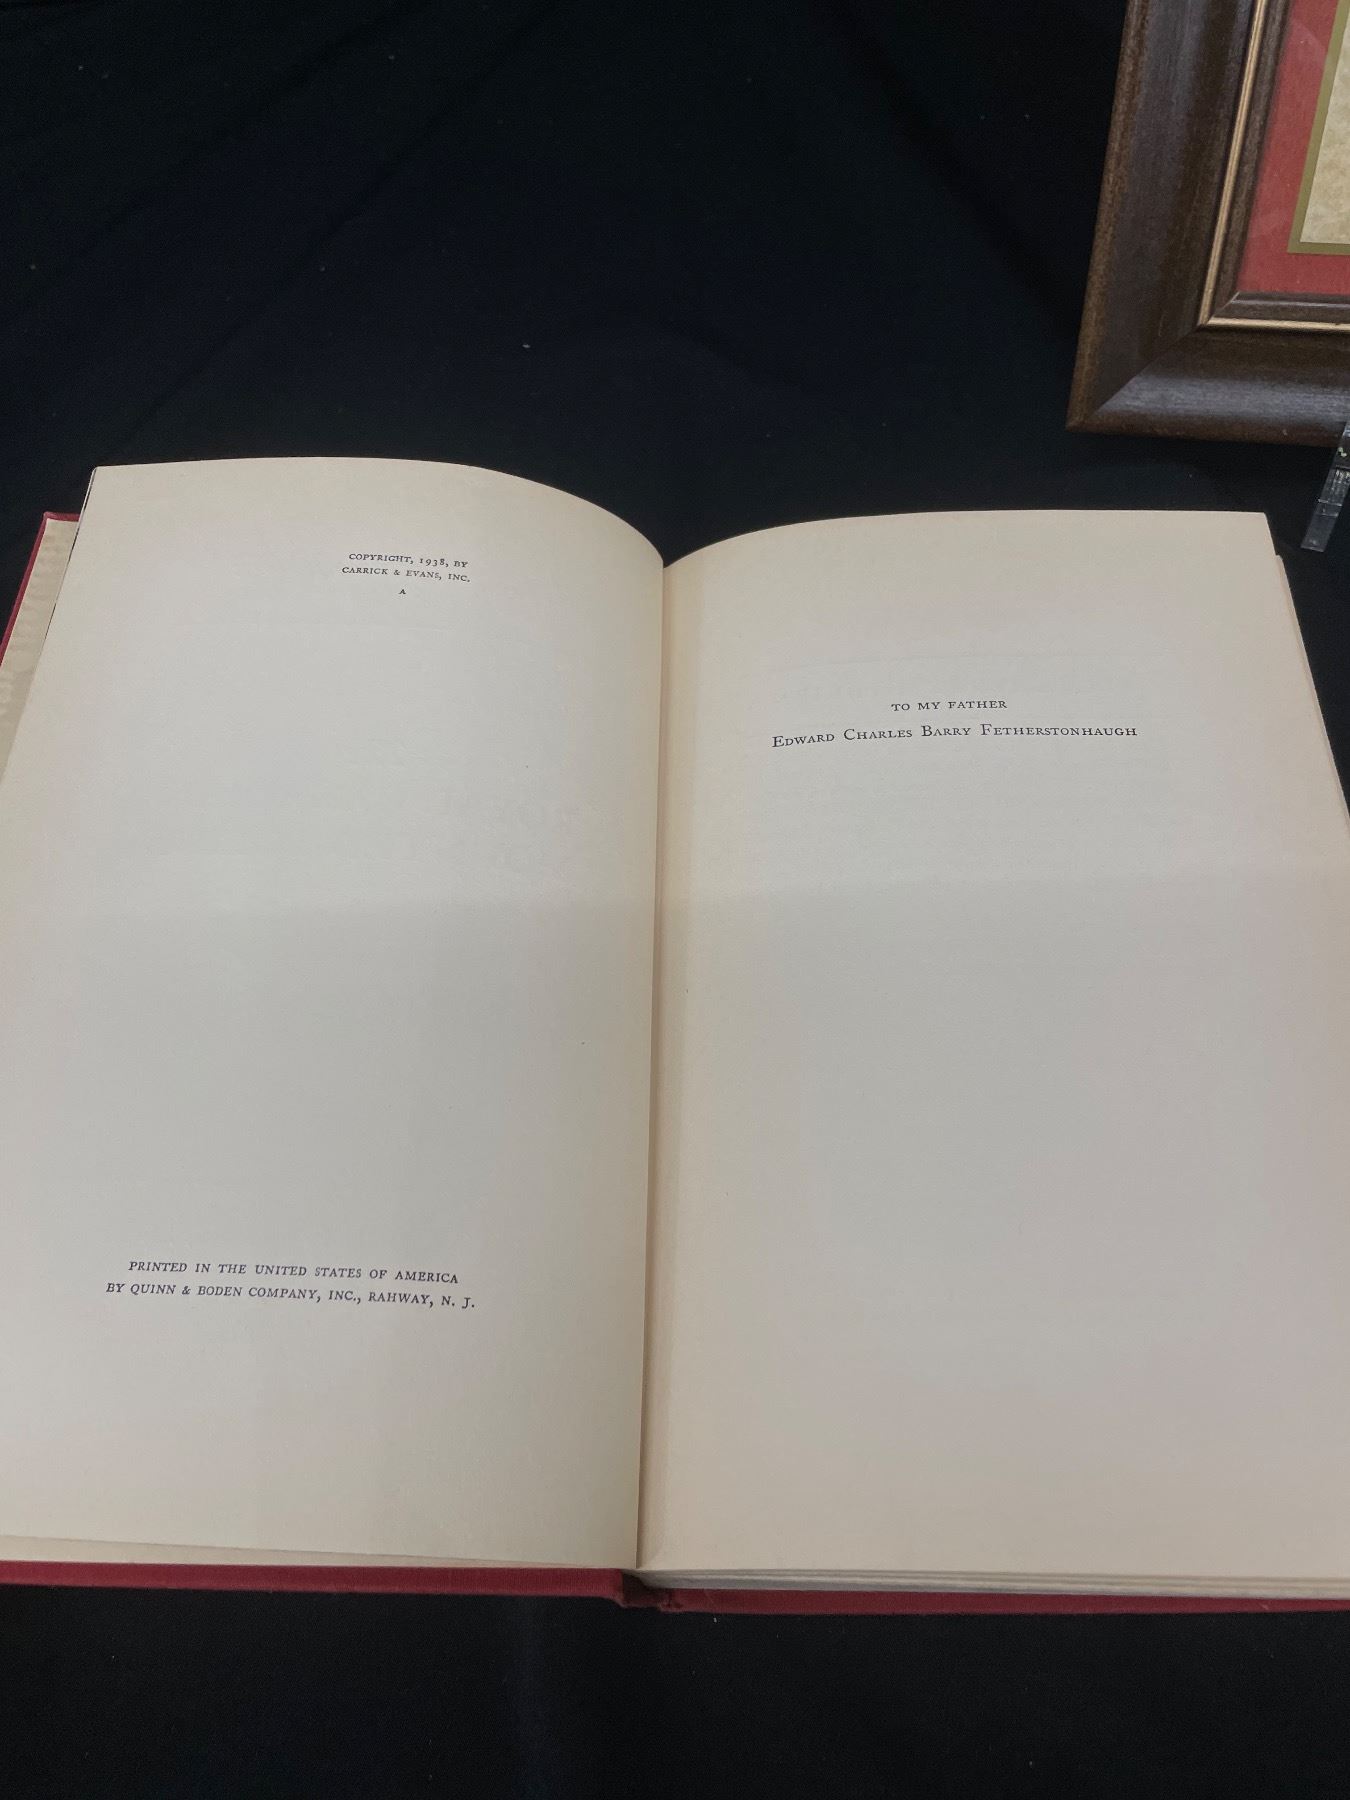 COPYRIGHT, 1938, BY
CARRICK & EVANS, INC.
A
PRINTED IN THE UNITED STATES OF AMERICA
BY QUINN & BODEN COMPANY, INC., RAHWAY, N. J.
TO MY FATHER
EDWARD CHARLES BARRY FETHERSTONHAUGH